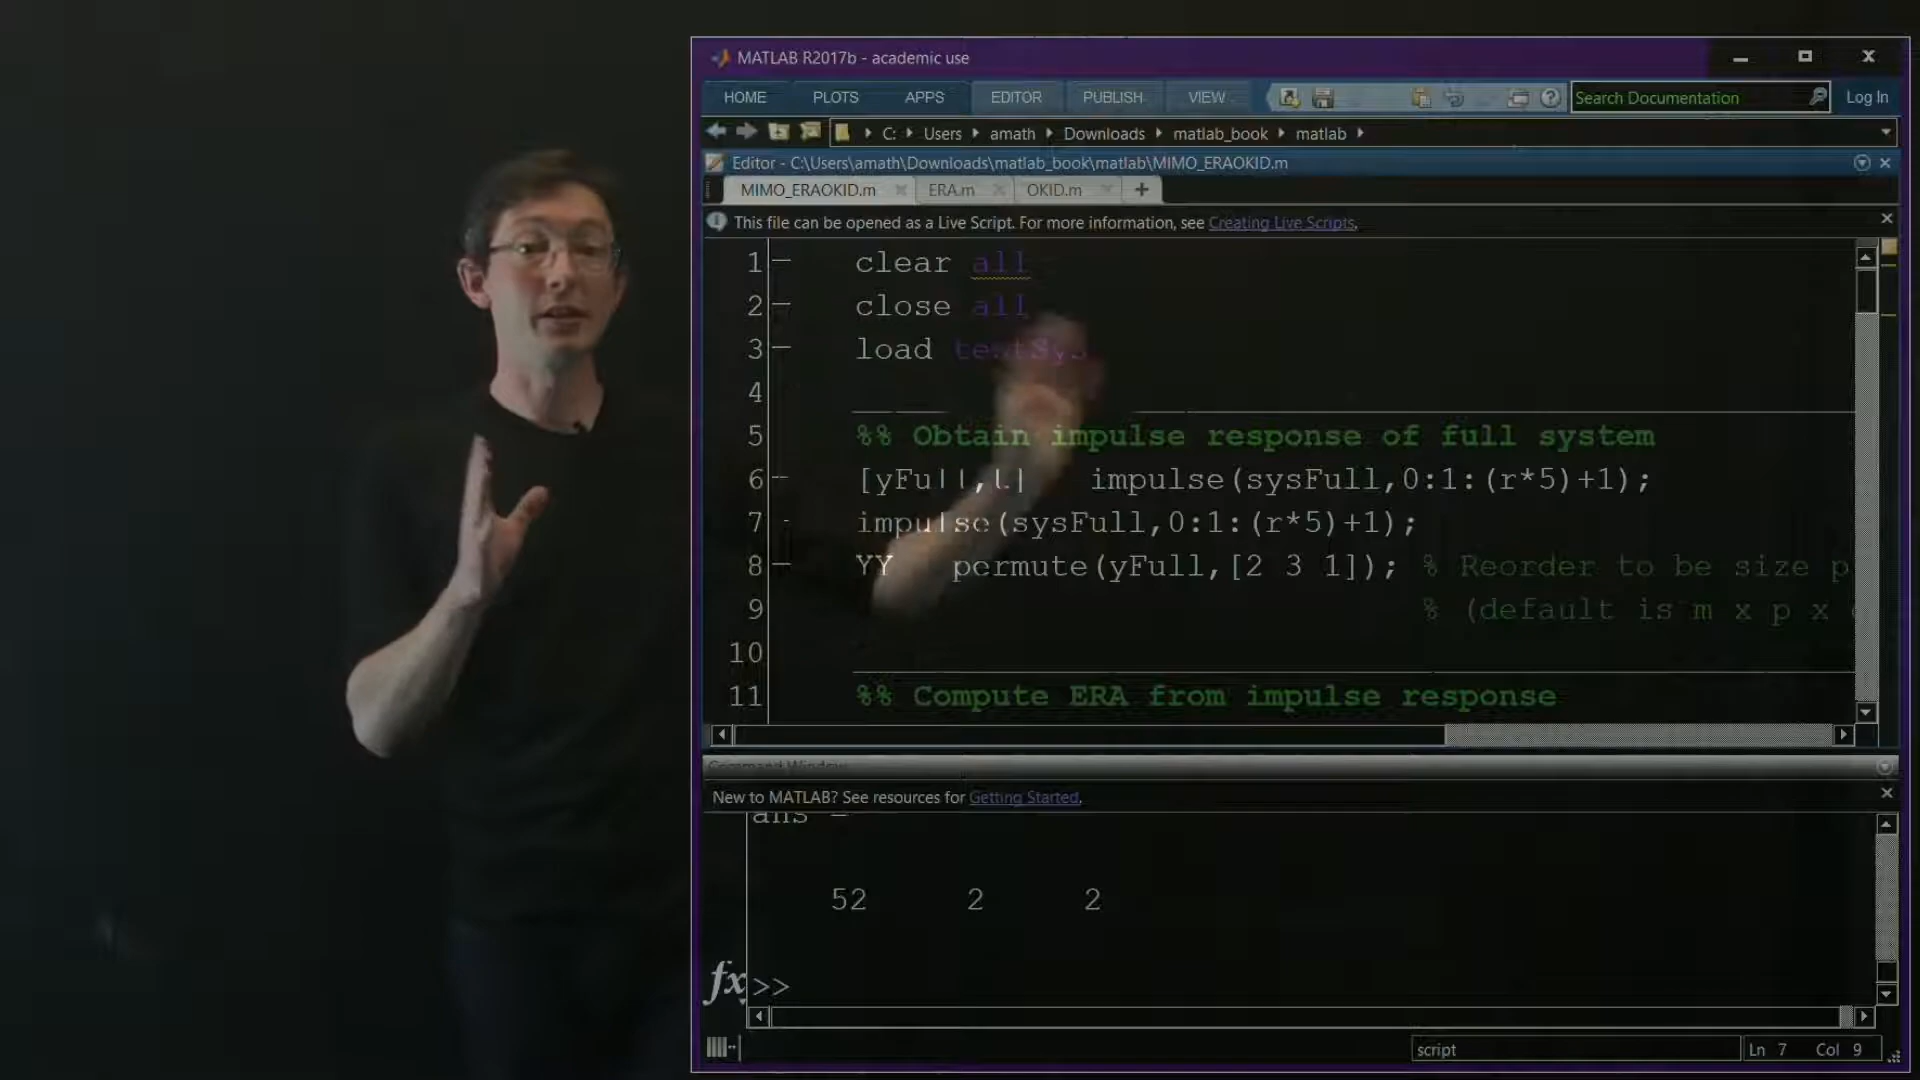 MATLAB R2017b - academic use
HOME PLOTS APPS EDITOR PUBLISH VIEW Search Documentation Log In
C: Users amath Downloads matlab_book matlab
Editor - C:\Users\amath\Downloads\matlab_book\matlab\MIMO_ERAOKID.m
MIMO_ERAOKID.m ERA.m OKID.m +
This file can be opened as a Live Script. For more information, see Creating Live Scripts.
1 clear all
2 close all
3 load testSys
4
5 %% Obtain impulse response of full system
6 [yFull,t] impulse(sysFull,0:1:(r*5)+1);
7 impulse(sysFull,0:1:(r*5)+1);
8 YY permute(yFull,[2 3 1]); % Reorder to be size p
9 % (default is m x p x
10
11 %% Compute ERA from impulse response
Command Window
New to MATLAB? See resources for Getting Started.
ans =
52 2 2
fx >>
script Ln 7 Col 9